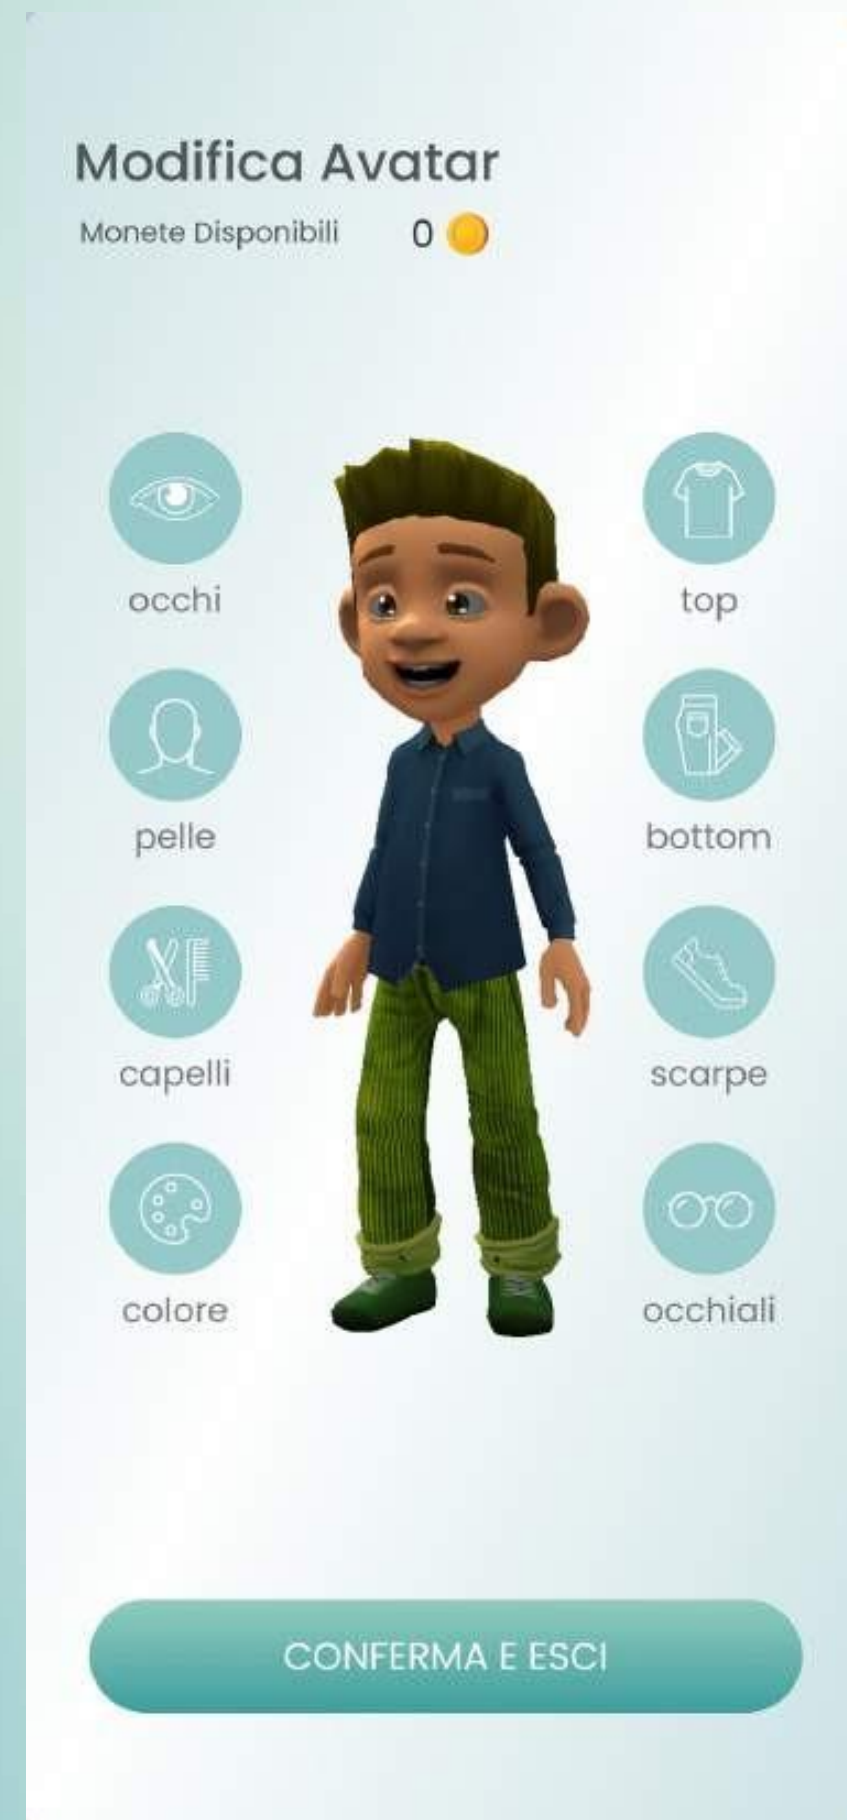 Modifica Avatar
Monete Disponibili 0
occhi
top
pelle
bottom
capelli
scarpe
colore
occhiali
CONFERMA E ESCI